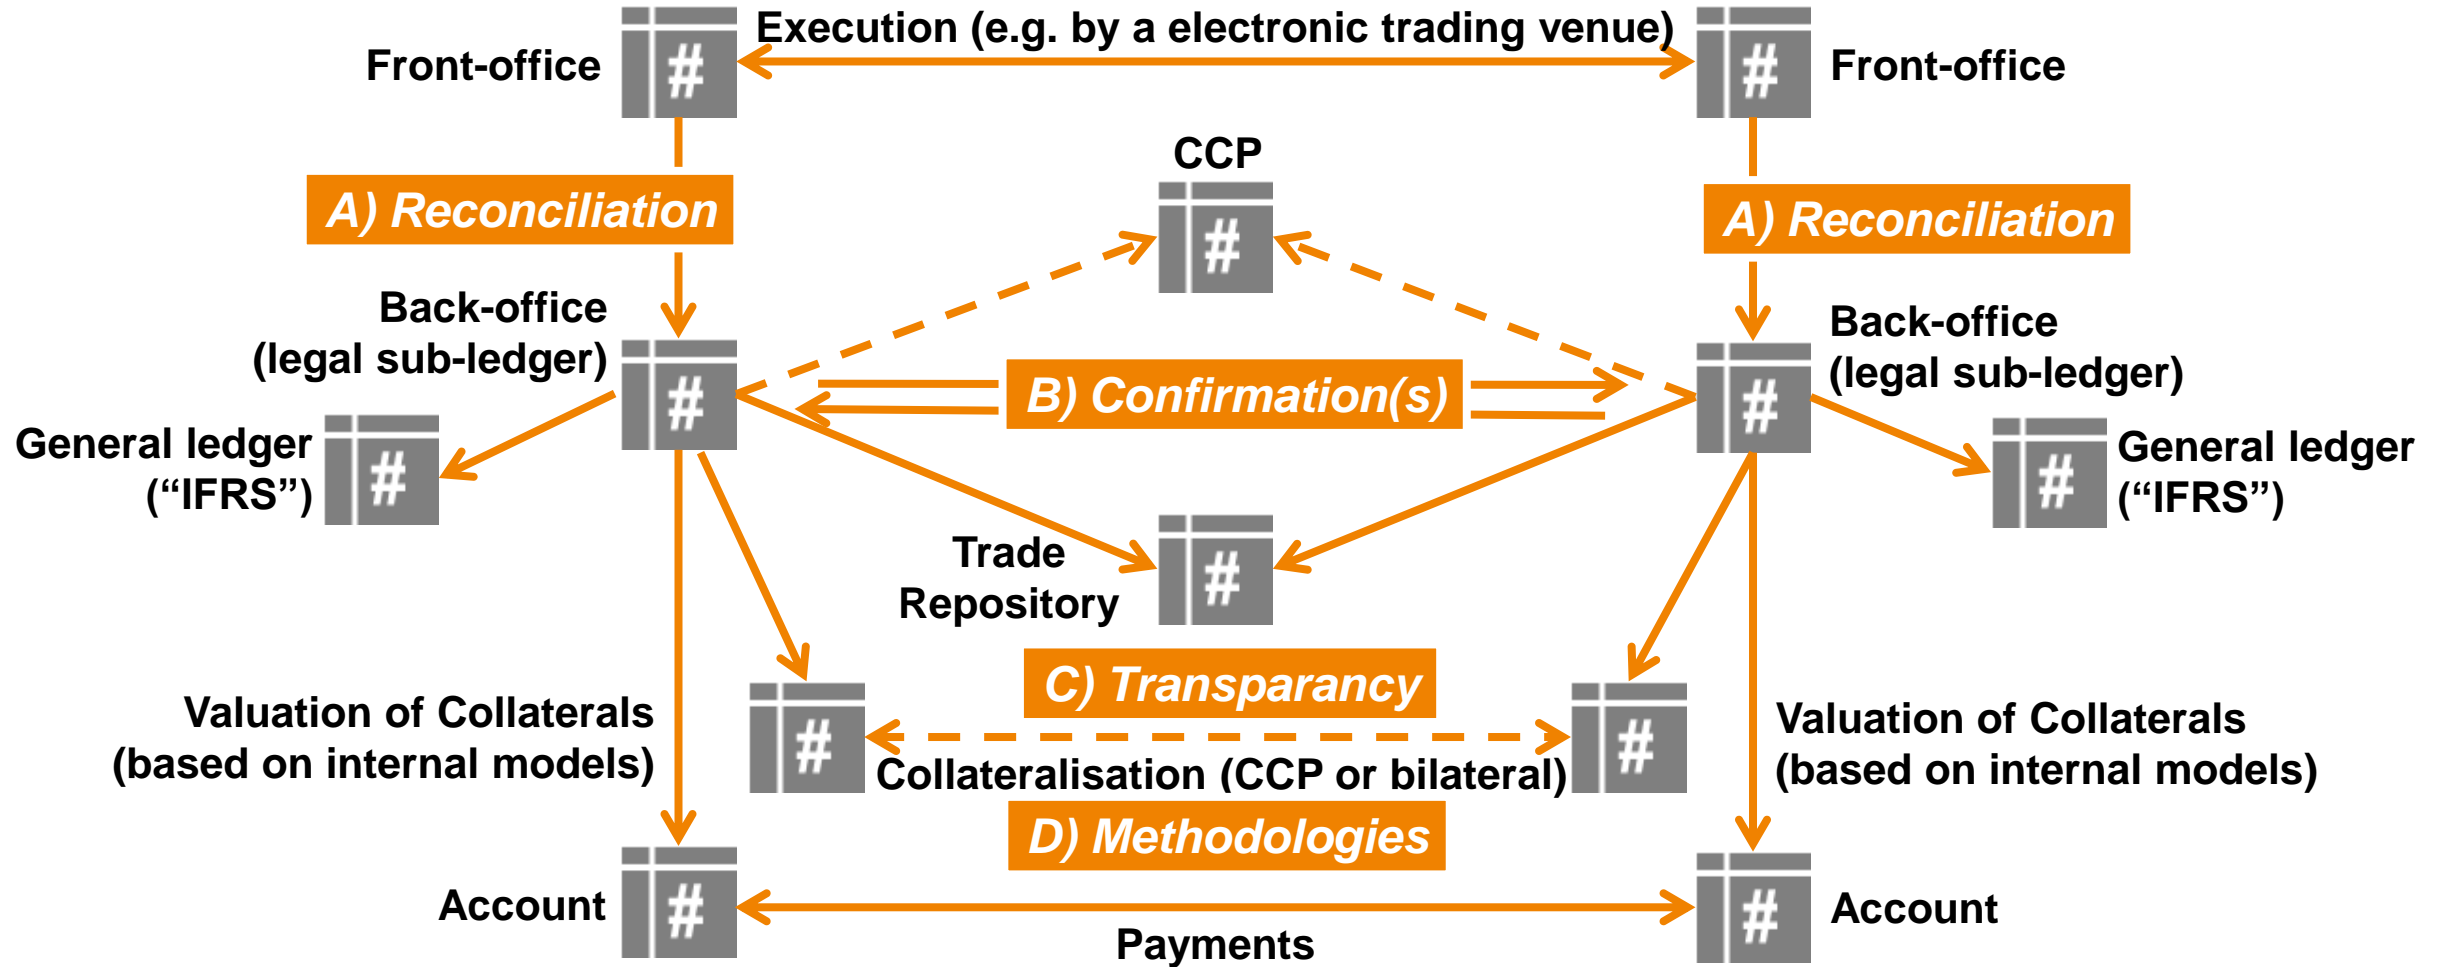 Execution (e.g. by a electronic trading venue)
Front-office
#
#
Front-office
CCP
#
A) Reconciliation
A) Reconciliation
Back-office
(legal sub-ledger)
#
B) Confirmation(s)
#
Back-office
(legal sub-ledger)
General ledger
(“IFRS”)
#
#
General ledger
(“IFRS”)
Trade
Repository
#
C) Transparancy
Valuation of Collaterals
(based on internal models)
#
Collateralisation (CCP or bilateral)
#
Valuation of Collaterals
(based on internal models)
D) Methodologies
Account
#
#
Account
Payments